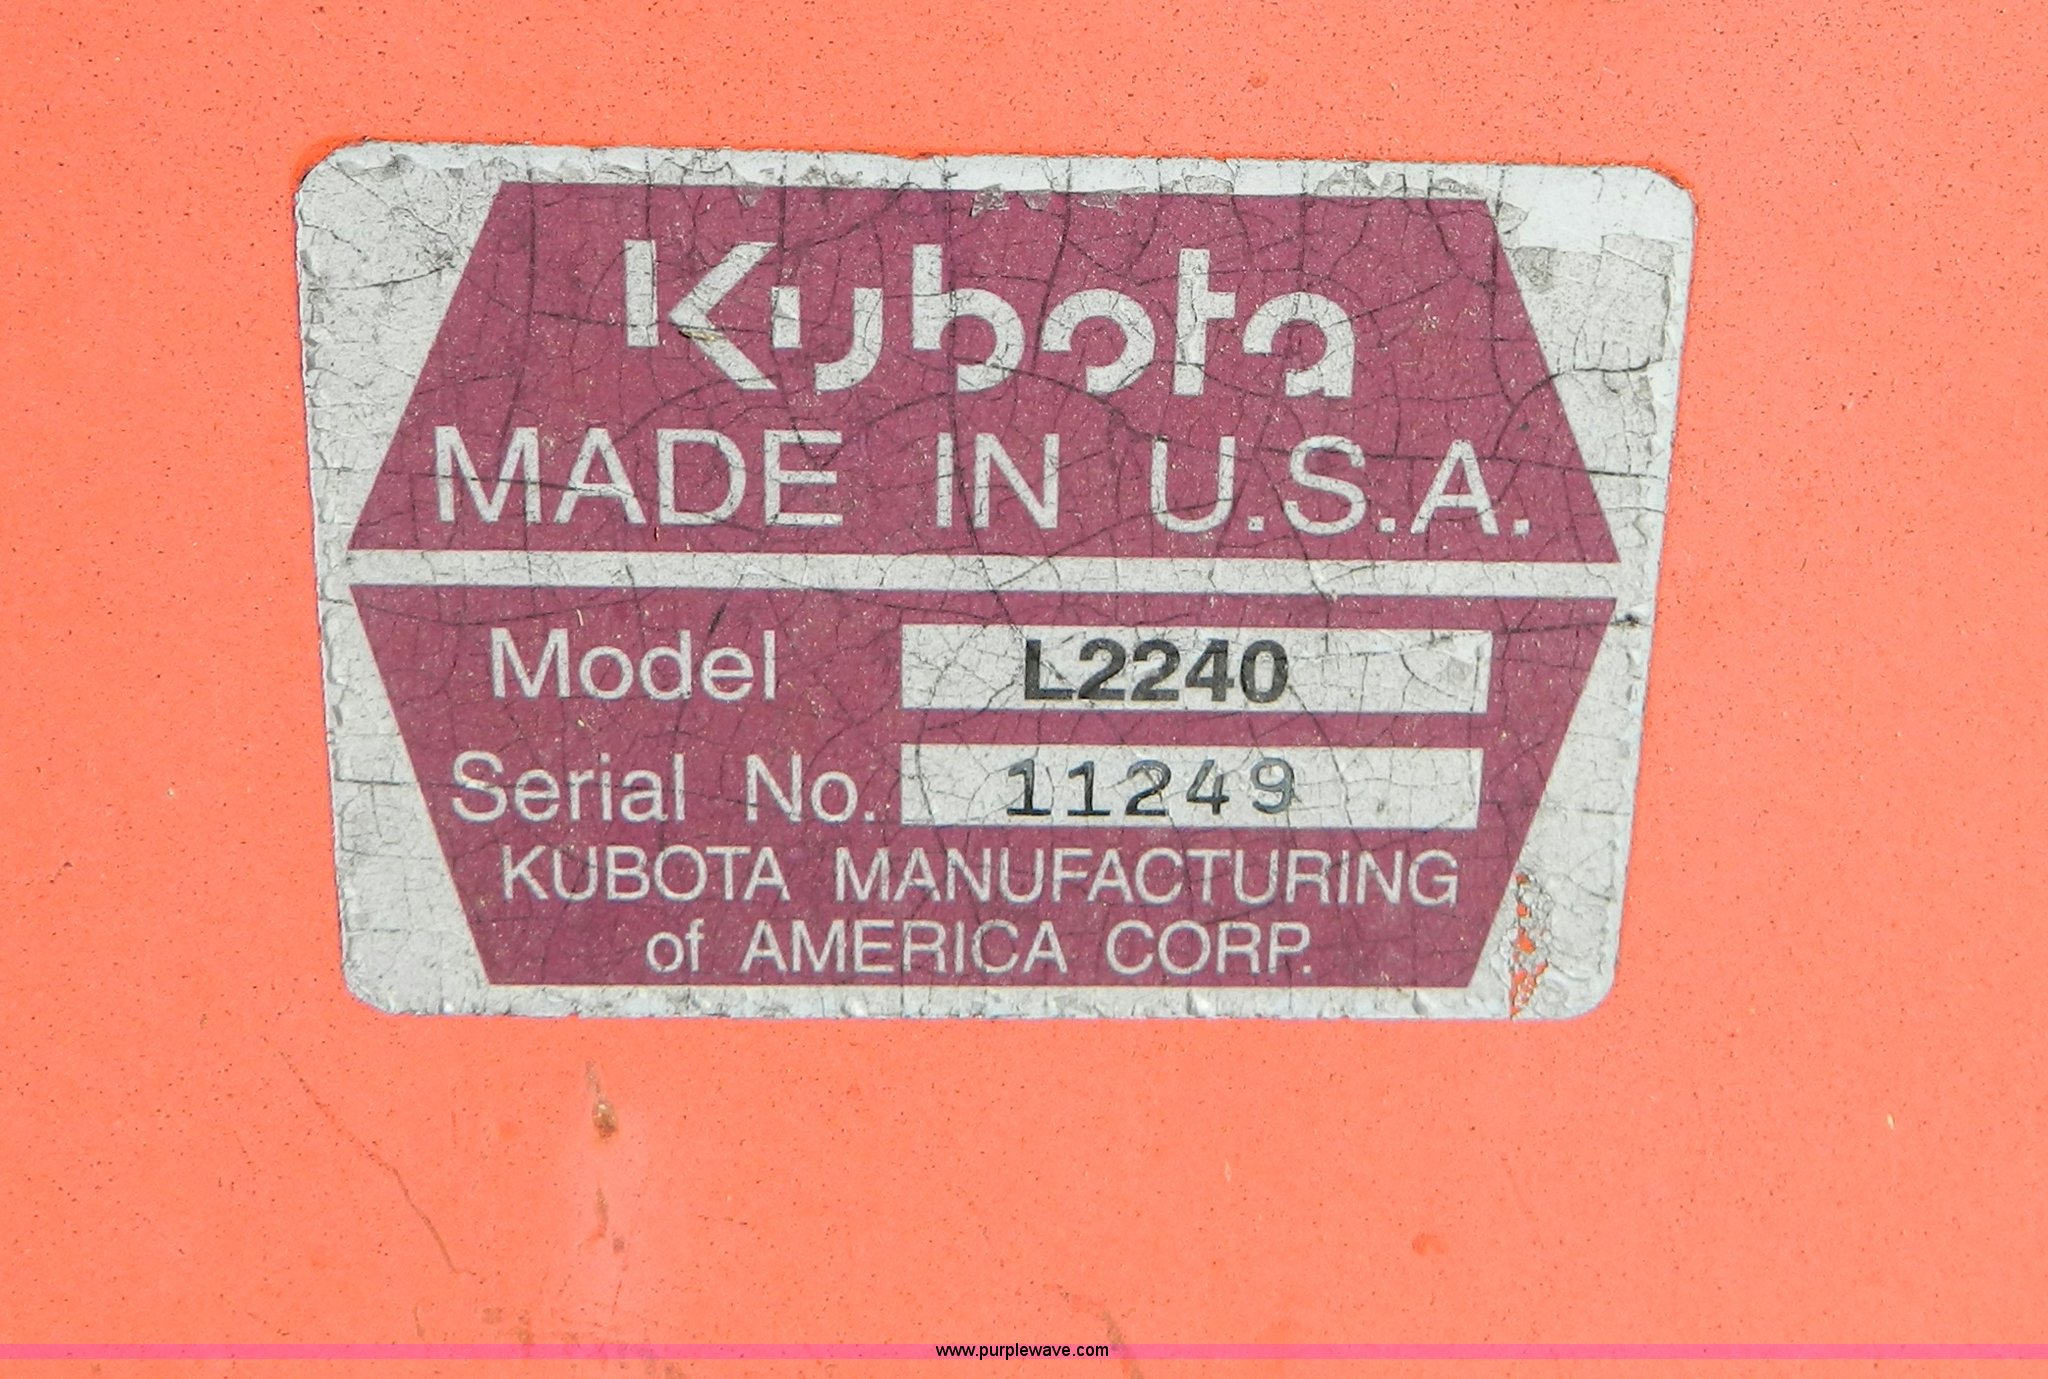 Kubota
MADE IN U.S.A.
Model L2240
Serial No. 11249
KUBOTA MANUFACTURING
of AMERICA CORP.
www.purplewave.com